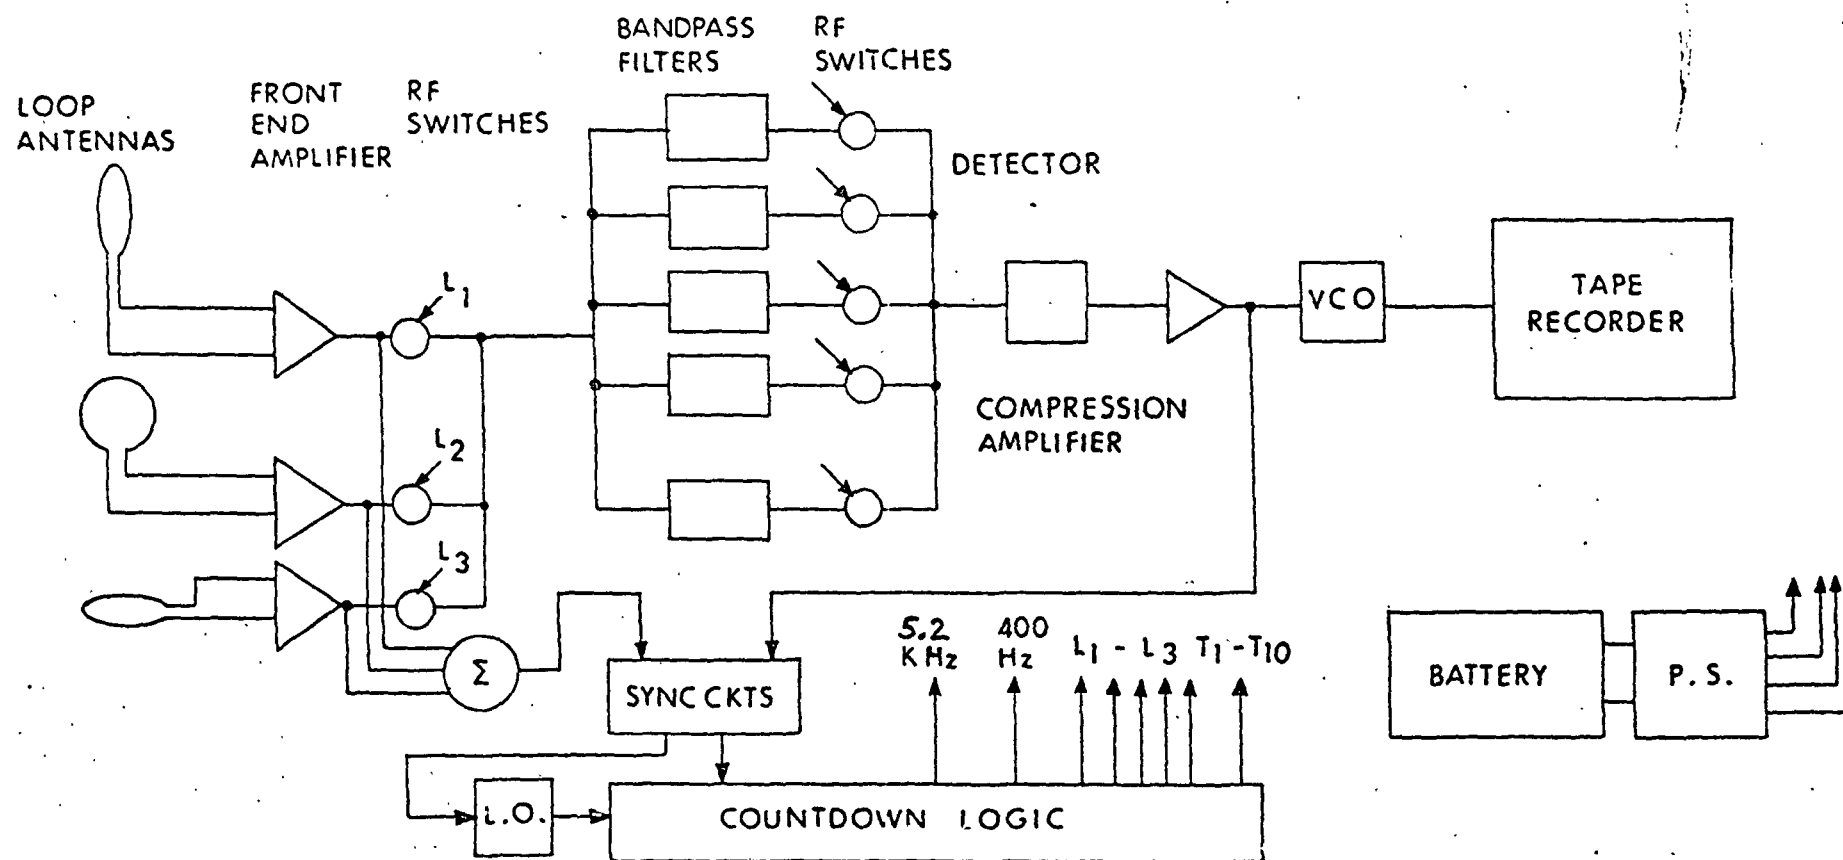 BANDPASS
FILTERS
RF
SWITCHES
LOOP
ANTENNAS
FRONT
END
AMPLIFIER
RF
SWITCHES
DETECTOR
L1
L2
L3
VCO
TAPE
RECORDER
COMPRESSION
AMPLIFIER
Σ
SYNC CKTS
5.2
KHz
400
Hz
L1 - L3
T1-T10
BATTERY
P. S.
L.O.
COUNTDOWN LOGIC